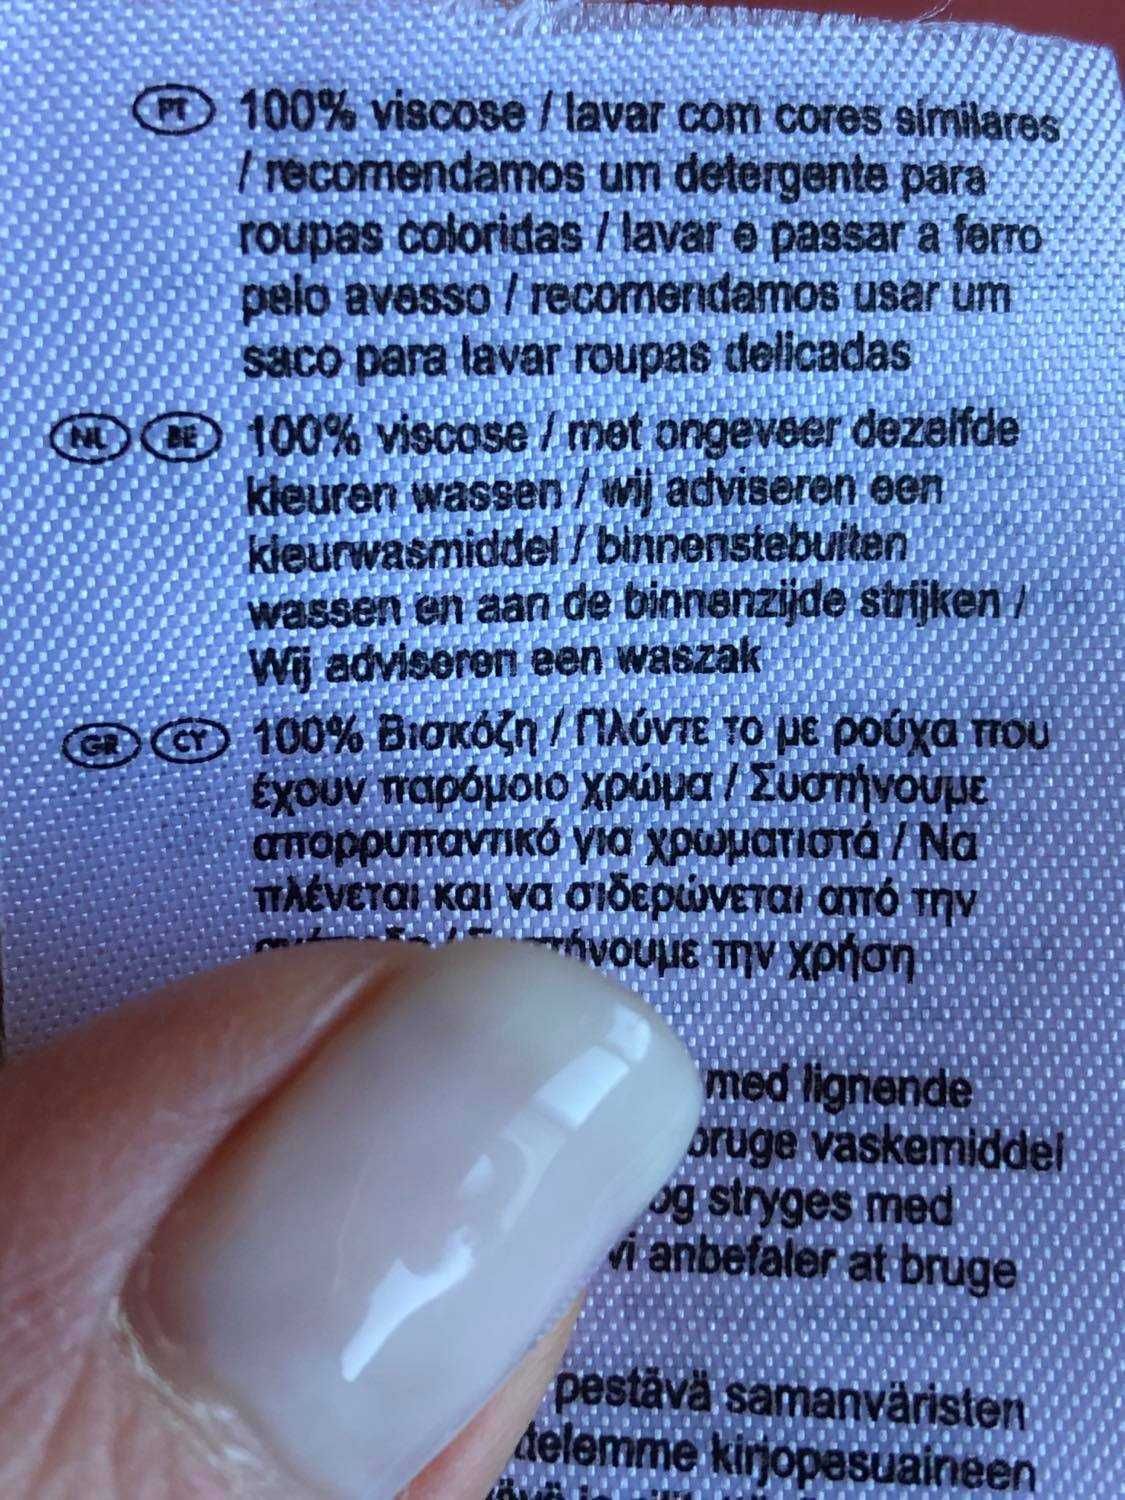 PT 100% viscose / lavar com cores similares
/ recomendamos um detergente para
roupas coloridas / lavar e passar a ferro
pelo avesso / recomendamos usar um
saco para lavar roupas delicadas
NL BE 100% viscose / met ongeveer dezelfde
kleuren wassen / wij adviseren een
kleurwasmiddel / binnenstebuiten
wassen en aan de binnenzijde strijken /
Wij adviseren een waszak
GR CY 100% Βισκόζη / Πλύντε το με ρούχα που
έχουν παρόμοιο χρώμα / Συστήνουμε
απορρυπαντικό για χρωματιστά / Να
πλένεται και να σιδερώνεται από την
την χρήση
med lignende
vaskemiddel
og stryges med
vi anbefaler at bruge
pestävä samanväristen
kirjopesuaineen